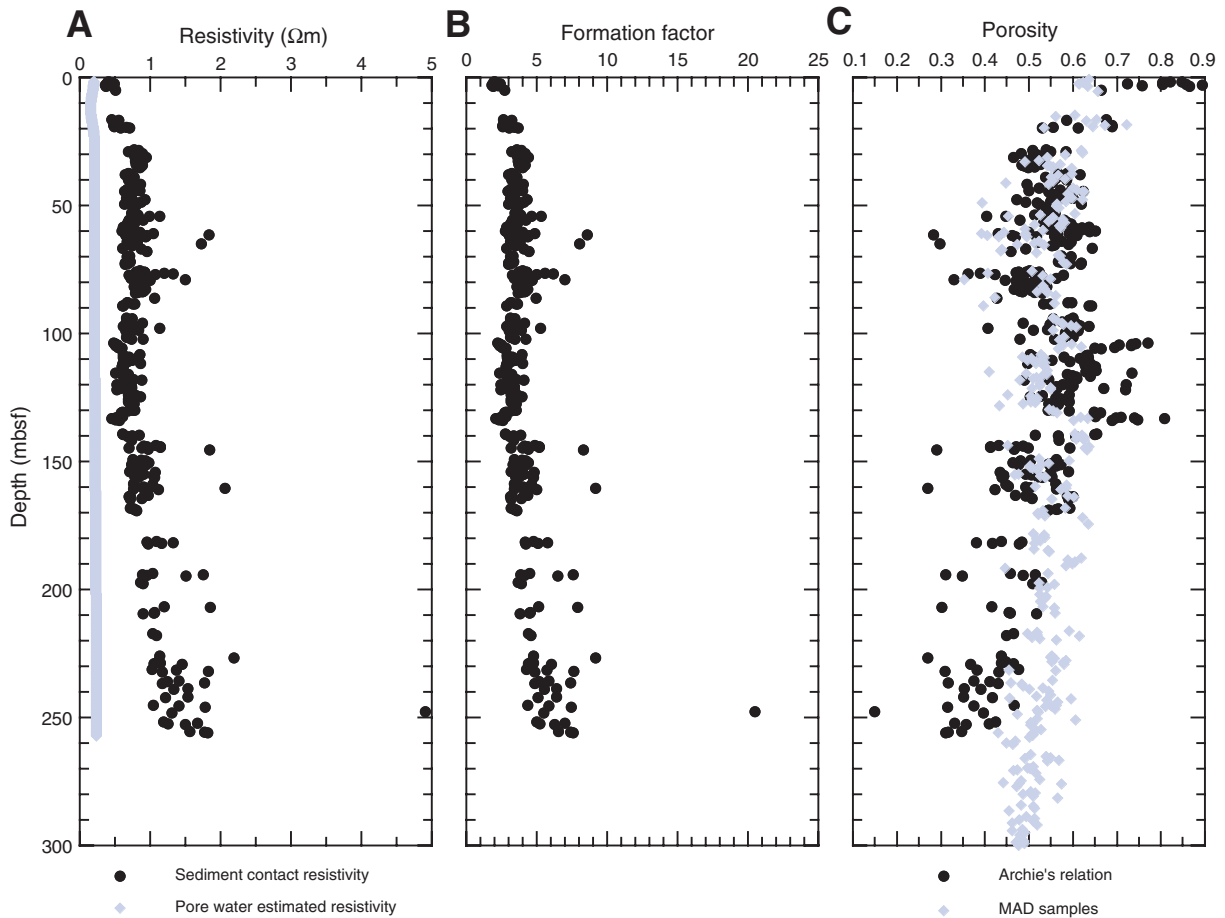 A
B
C
Resistivity (Ωm)
Formation factor
Porosity
0 1 2 3 4 5
0 5 10 15 20 25
0.1 0.2 0.3 0.4 0.5 0.6 0.7 0.8 0.9
0
50
100
150
200
250
300
Depth (mbsf)
Sediment contact resistivity
Pore water estimated resistivity
Archie's relation
MAD samples